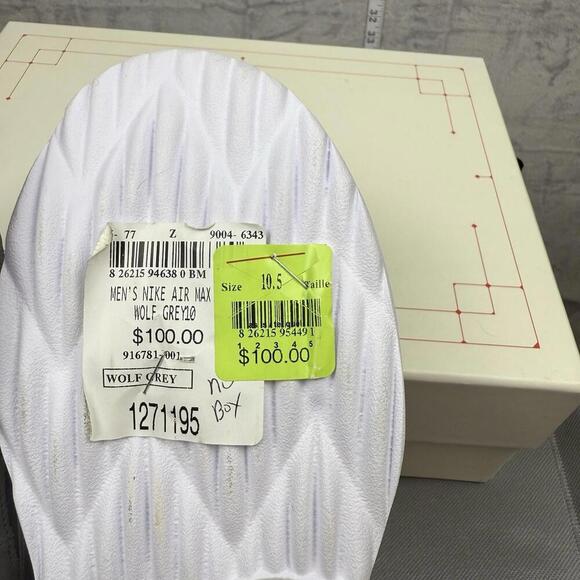 77 Z 9004- 6343
8 26215 94638 0 BM
MEN'S NIKE AIR MAX
WOLF GREY10
$100.00
916781-001
WOLF GREY
1271195
no
Box
Size 10.5 Taille
8 26215 95449 1
1 2 3 4 5
$100.00
32
33